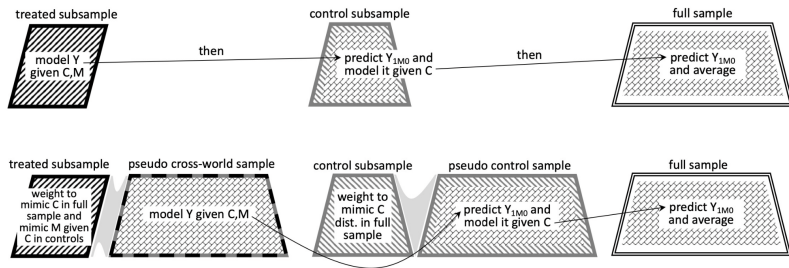 treated subsample
control subsample
full sample
model Y
given C,M
then
predict Y1M0 and
model it given C
then
predict Y1M0
and average
treated subsample
pseudo cross-world sample
control subsample
pseudo control sample
full sample
weight to
mimic C in full
sample and
mimic M given
C in controls
model Y given C,M
weight to
mimic C
dist. in full
sample
predict Y1M0 and
model it given C
predict Y1M0
and average